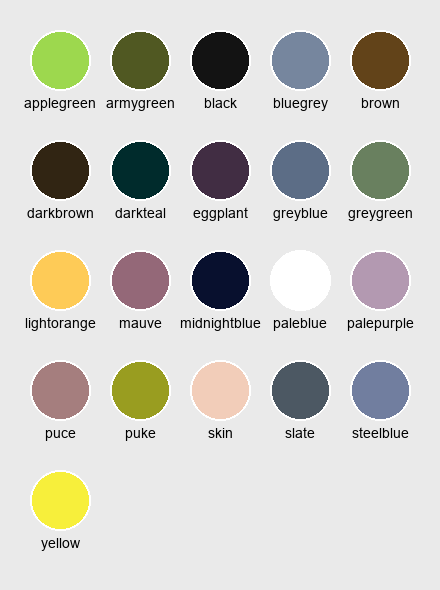 applegreen armygreen black bluegrey brown
darkbrown darkteal eggplant greyblue greygreen
lightorange mauve midnightblue paleblue palepurple
puce puke skin slate steelblue
yellow